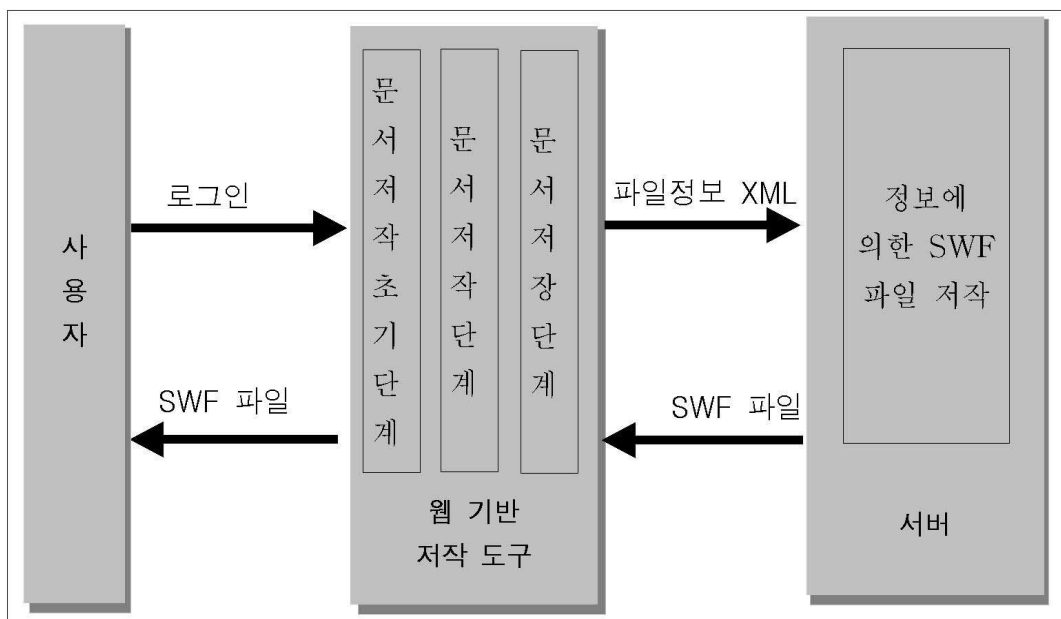 사용자
로그인
SWF 파일
문서저작초기단계
문서저작단계
문서저장단계
웹 기반
저작 도구
파일정보 XML
SWF 파일
정보에
의한 SWF
파일 저작
서버